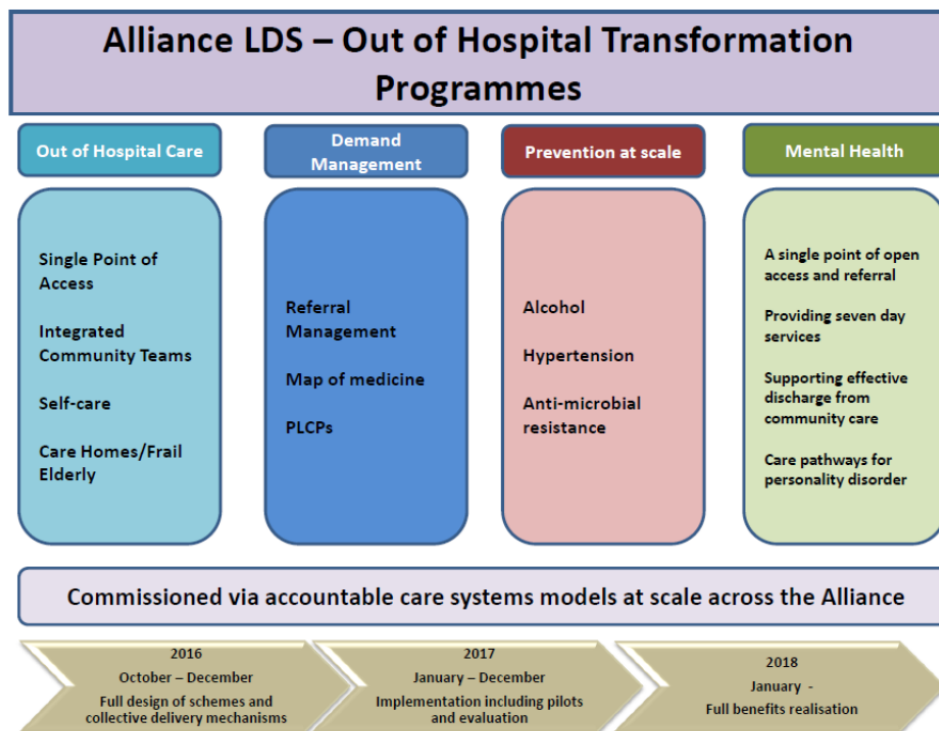 Alliance LDS – Out of Hospital Transformation
Programmes
Out of Hospital Care
Single Point of
Access
Integrated
Community Teams
Self-care
Care Homes/Frail
Elderly
Demand
Management
Referral
Management
Map of medicine
PLCPs
Prevention at scale
Alcohol
Hypertension
Anti-microbial
resistance
Mental Health
A single point of open
access and referral
Providing seven day
services
Supporting effective
discharge from
community care
Care pathways for
personality disorder
Commissioned via accountable care systems models at scale across the Alliance
2016
October – December
Full design of schemes and
collective delivery mechanisms
2017
January – December
Implementation including pilots
and evaluation
2018
January -
Full benefits realisation